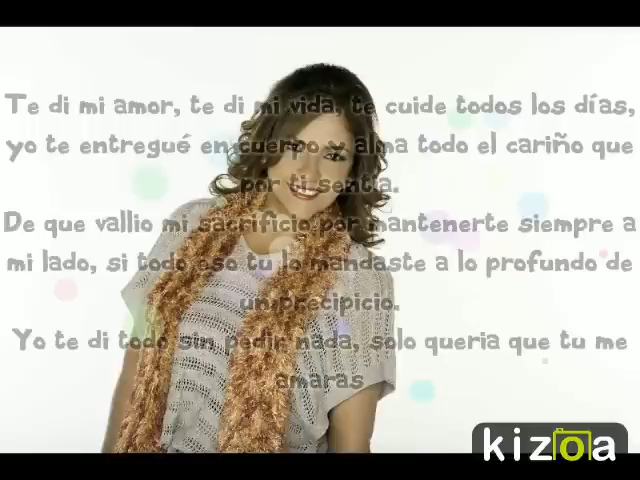 Te di mi amor, te di mi vida, te cuide todos los días,
yo te entregué en cuerpo y alma todo el cariño que
por ti sentía.
De que vallio mi sacrificio por mantenerte siempre a
mi lado, si todo eso tu lo mandaste a lo profundo de
un precipicio.
Yo te di todo sin pedir nada, solo queria que tu me
amaras
kizoa